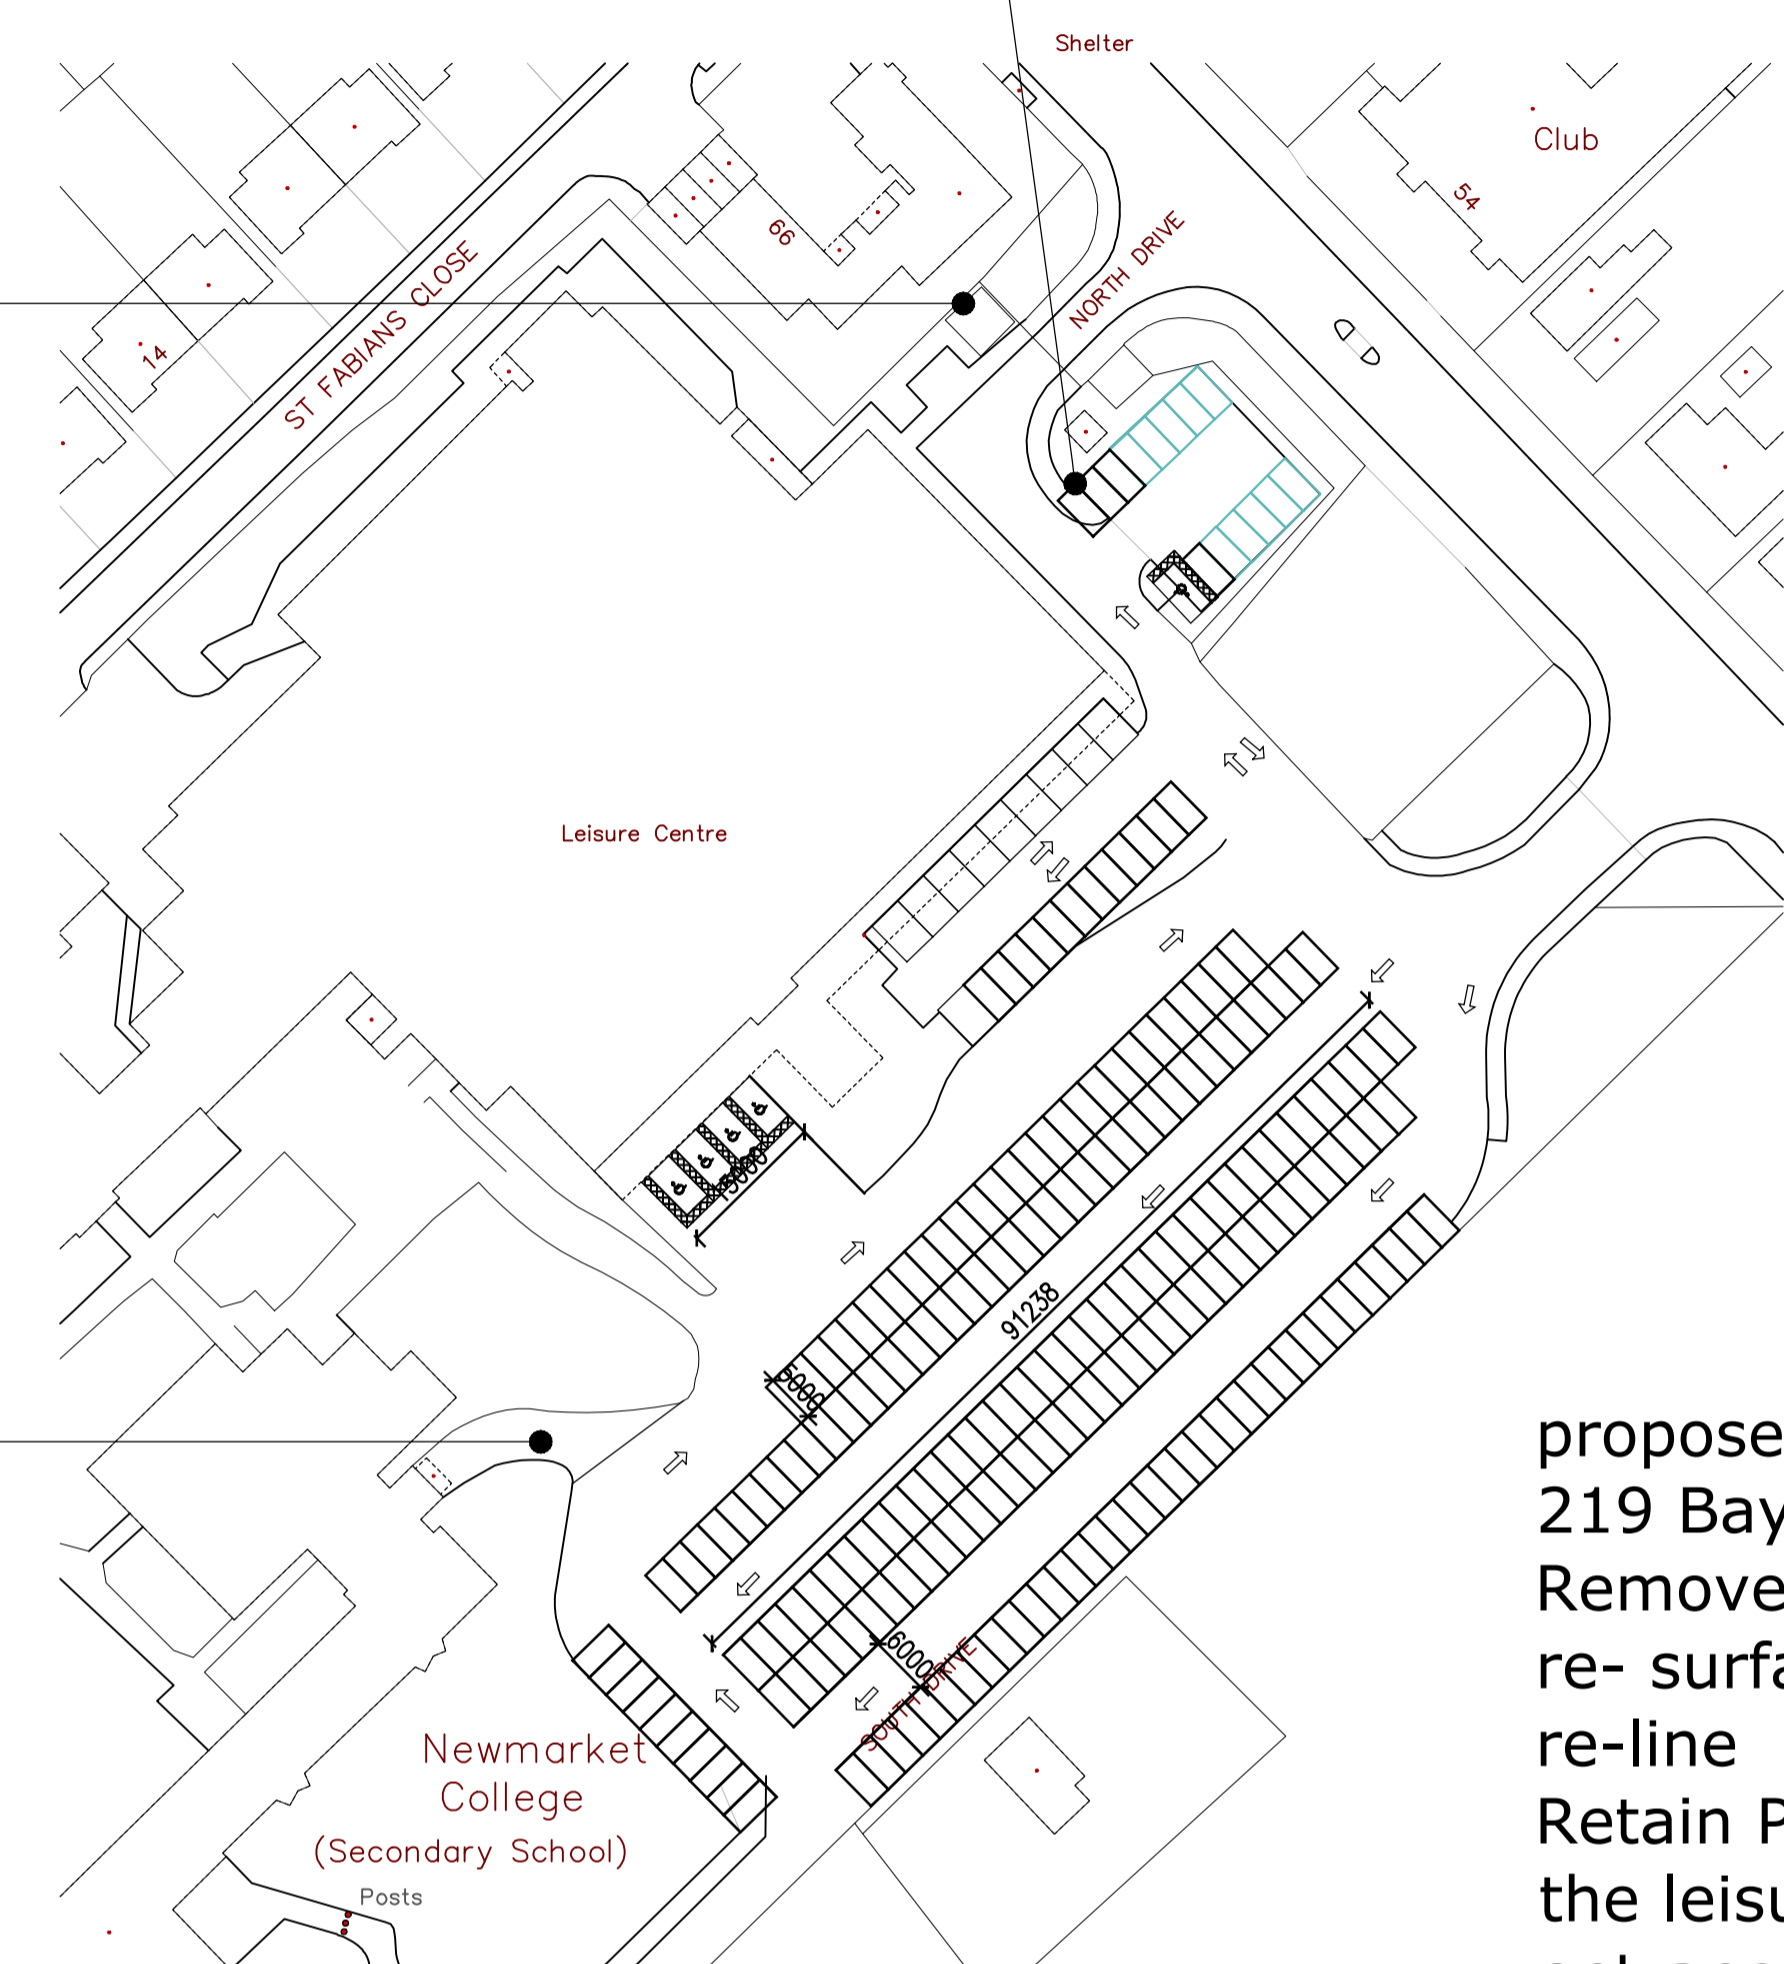 Shelter
Club
54
66
NORTH DRIVE
ST FABIANS CLOSE
14
Leisure Centre
15000
91238
5000
6000
SOUTH DRIVE
Newmarket
College
(Secondary School)
Posts
propose
219 Bay
Remove
re- surfa
re-line
Retain P
the leisu